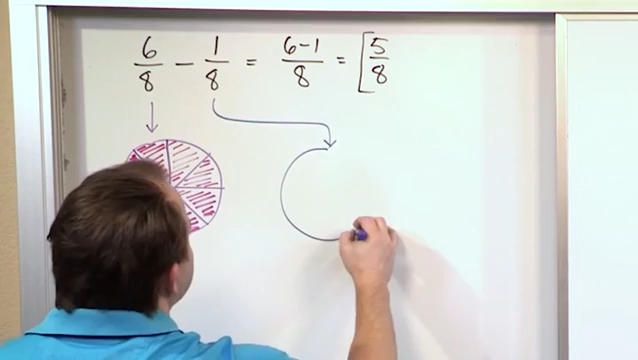 6/8 - 1/8 = 6-1/8 = [5/8